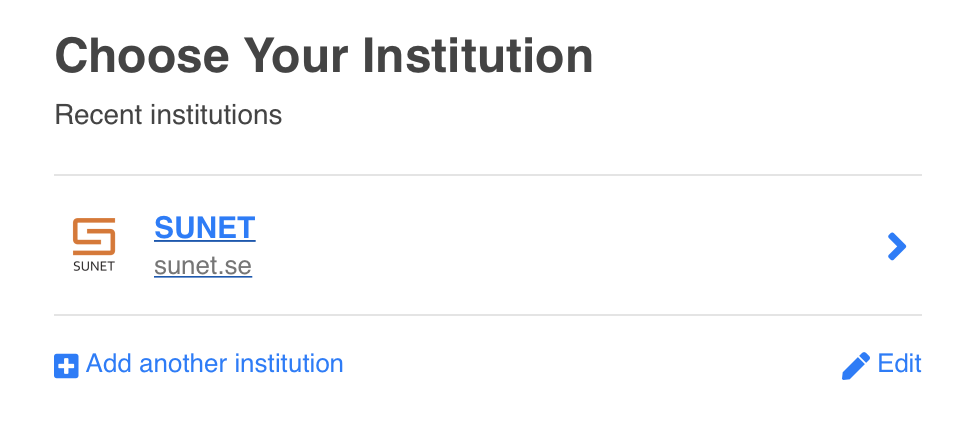 Choose Your Institution
Recent institutions
SUNET
SUNET
sunet.se
Add another institution
Edit